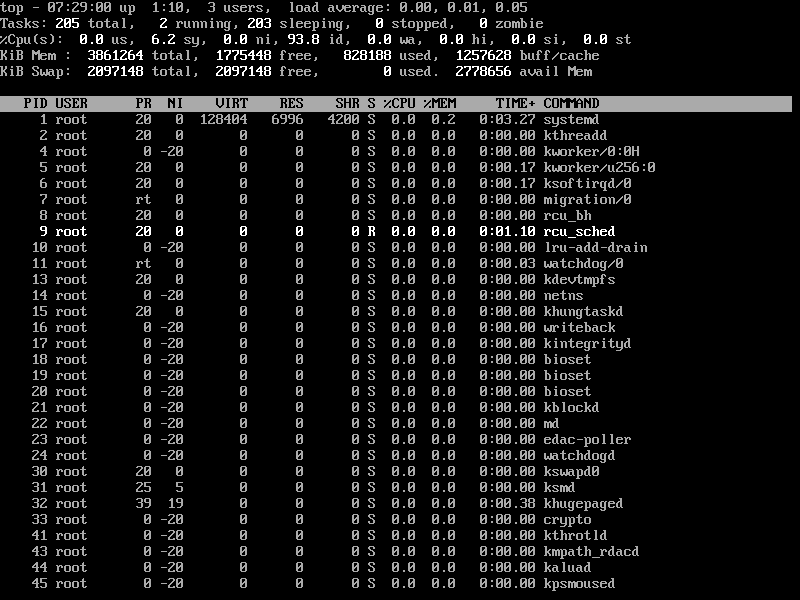 top - 07:29:00 up  1:10,  3 users,  load average: 0.00, 0.01, 0.05
Tasks: 205 total,   2 running, 203 sleeping,   0 stopped,   0 zombie
%Cpu(s):  0.0 us,  6.2 sy,  0.0 ni, 93.8 id,  0.0 wa,  0.0 hi,  0.0 si,  0.0 st
KiB Mem :  3861264 total,  1775448 free,   828188 used,  1257628 buff/cache
KiB Swap:  2097148 total,  2097148 free,        0 used.  2778656 avail Mem
PID USER      PR  NI    VIRT    RES    SHR S %CPU %MEM     TIME+ COMMAND
1 root      20   0  128404   6996   4200 S  0.0  0.2   0:03.27 systemd
2 root      20   0       0      0      0 S  0.0  0.0   0:00.00 kthreadd
4 root       0 -20       0      0      0 S  0.0  0.0   0:00.00 kworker/0:0H
5 root      20   0       0      0      0 S  0.0  0.0   0:00.17 kworker/u256:0
6 root      20   0       0      0      0 S  0.0  0.0   0:00.17 ksoftirqd/0
7 root      rt   0       0      0      0 S  0.0  0.0   0:00.00 migration/0
8 root      20   0       0      0      0 S  0.0  0.0   0:00.00 rcu_bh
9 root      20   0       0      0      0 R  0.0  0.0   0:01.10 rcu_sched
10 root       0 -20       0      0      0 S  0.0  0.0   0:00.00 lru-add-drain
11 root      rt   0       0      0      0 S  0.0  0.0   0:00.03 watchdog/0
13 root      20   0       0      0      0 S  0.0  0.0   0:00.00 kdevtmpfs
14 root       0 -20       0      0      0 S  0.0  0.0   0:00.00 netns
15 root      20   0       0      0      0 S  0.0  0.0   0:00.00 khungtaskd
16 root       0 -20       0      0      0 S  0.0  0.0   0:00.00 writeback
17 root       0 -20       0      0      0 S  0.0  0.0   0:00.00 kintegrityd
18 root       0 -20       0      0      0 S  0.0  0.0   0:00.00 bioset
19 root       0 -20       0      0      0 S  0.0  0.0   0:00.00 bioset
20 root       0 -20       0      0      0 S  0.0  0.0   0:00.00 bioset
21 root       0 -20       0      0      0 S  0.0  0.0   0:00.00 kblockd
22 root       0 -20       0      0      0 S  0.0  0.0   0:00.00 md
23 root       0 -20       0      0      0 S  0.0  0.0   0:00.00 edac-poller
24 root       0 -20       0      0      0 S  0.0  0.0   0:00.00 watchdogd
30 root      20   0       0      0      0 S  0.0  0.0   0:00.00 kswapd0
31 root      25   5       0      0      0 S  0.0  0.0   0:00.00 ksmd
32 root      39  19       0      0      0 S  0.0  0.0   0:00.38 khugepaged
33 root       0 -20       0      0      0 S  0.0  0.0   0:00.00 crypto
41 root       0 -20       0      0      0 S  0.0  0.0   0:00.00 kthrotld
43 root       0 -20       0      0      0 S  0.0  0.0   0:00.00 kmpath_rdacd
44 root       0 -20       0      0      0 S  0.0  0.0   0:00.00 kaluad
45 root       0 -20       0      0      0 S  0.0  0.0   0:00.00 kpsmoused